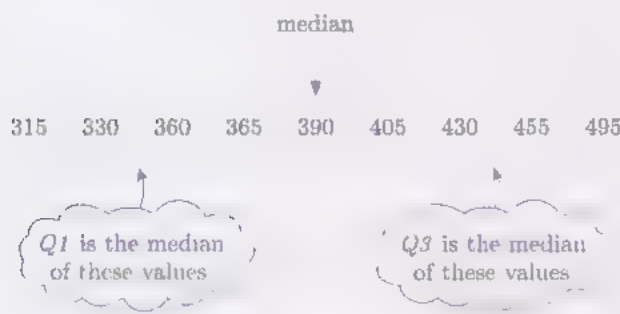 median
315 330 360 365 390 405 430 455 495
Q1 is the median
of these values
Q3 is the median
of these values